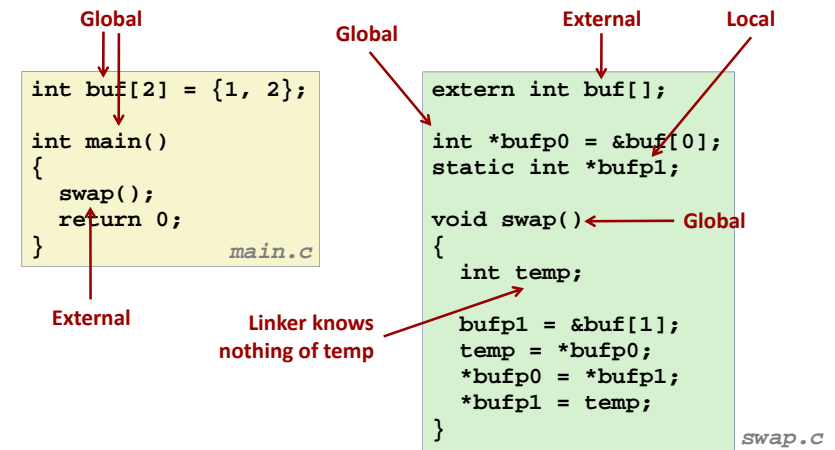 Global
int buf[2] = {1, 2};
int main()
{
  swap();
  return 0;
}
main.c
External
Global
External
Local
extern int buf[];
int *bufp0 = &buf[0];
static int *bufp1;
void swap()
Global
{
  int temp;
Linker knows
nothing of temp
  bufp1 = &buf[1];
  temp = *bufp0;
  *bufp0 = *bufp1;
  *bufp1 = temp;
}
swap.c